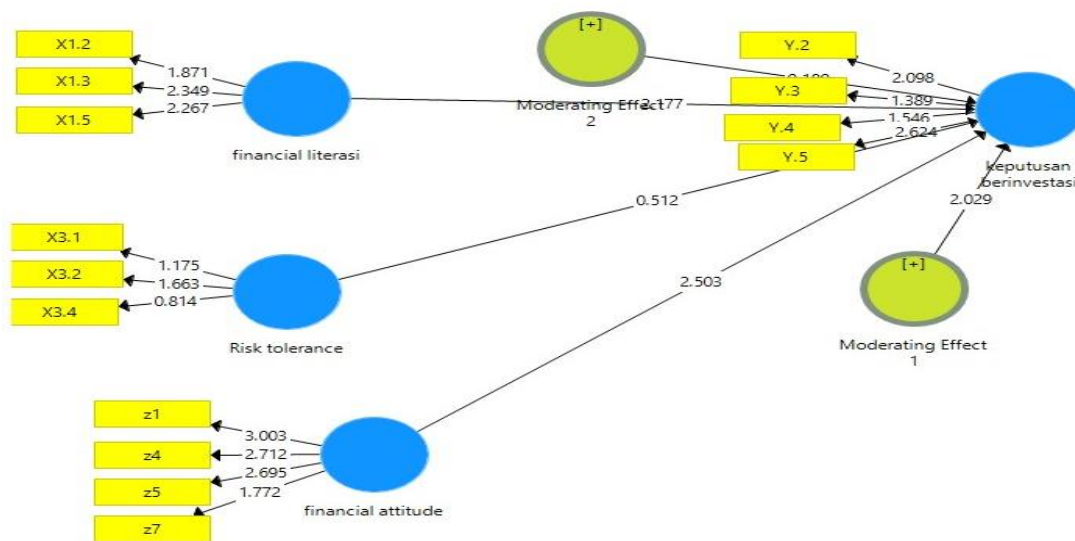 X1.2
X1.3
X1.5
1.871
2.349
2.267
financial literasi
[+]
Moderating Effect
2
2.177
Y.2
Y.3
Y.4
Y.5
2.098
1.389
1.546
2.624
keputusan
berinvestasi
X3.1
X3.2
X3.4
1.175
1.663
0.814
Risk tolerance
0.512
2.503
2.029
[+]
Moderating Effect
1
z1
z4
z5
z7
3.003
2.712
2.695
1.772
financial attitude